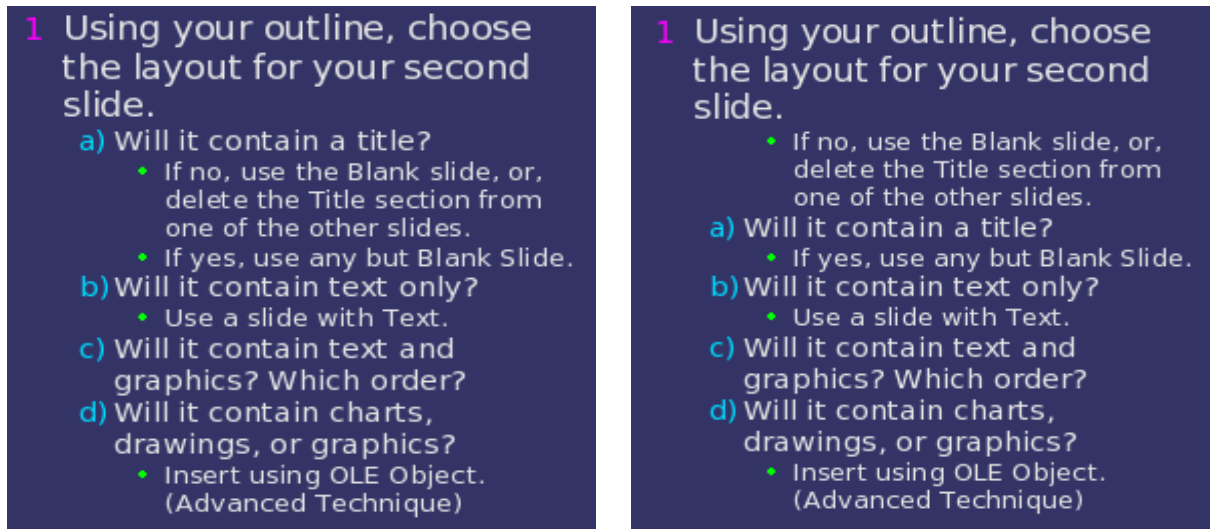 1 Using your outline, choose
the layout for your second
slide.
a) Will it contain a title?
• If no, use the Blank slide, or,
delete the Title section from
one of the other slides.
• If yes, use any but Blank Slide.
b) Will it contain text only?
• Use a slide with Text.
c) Will it contain text and
graphics? Which order?
d) Will it contain charts,
drawings, or graphics?
• Insert using OLE Object.
(Advanced Technique)
1 Using your outline, choose
the layout for your second
slide.
• If no, use the Blank slide, or,
delete the Title section from
one of the other slides.
a) Will it contain a title?
• If yes, use any but Blank Slide.
b) Will it contain text only?
• Use a slide with Text.
c) Will it contain text and
graphics? Which order?
d) Will it contain charts,
drawings, or graphics?
• Insert using OLE Object.
(Advanced Technique)